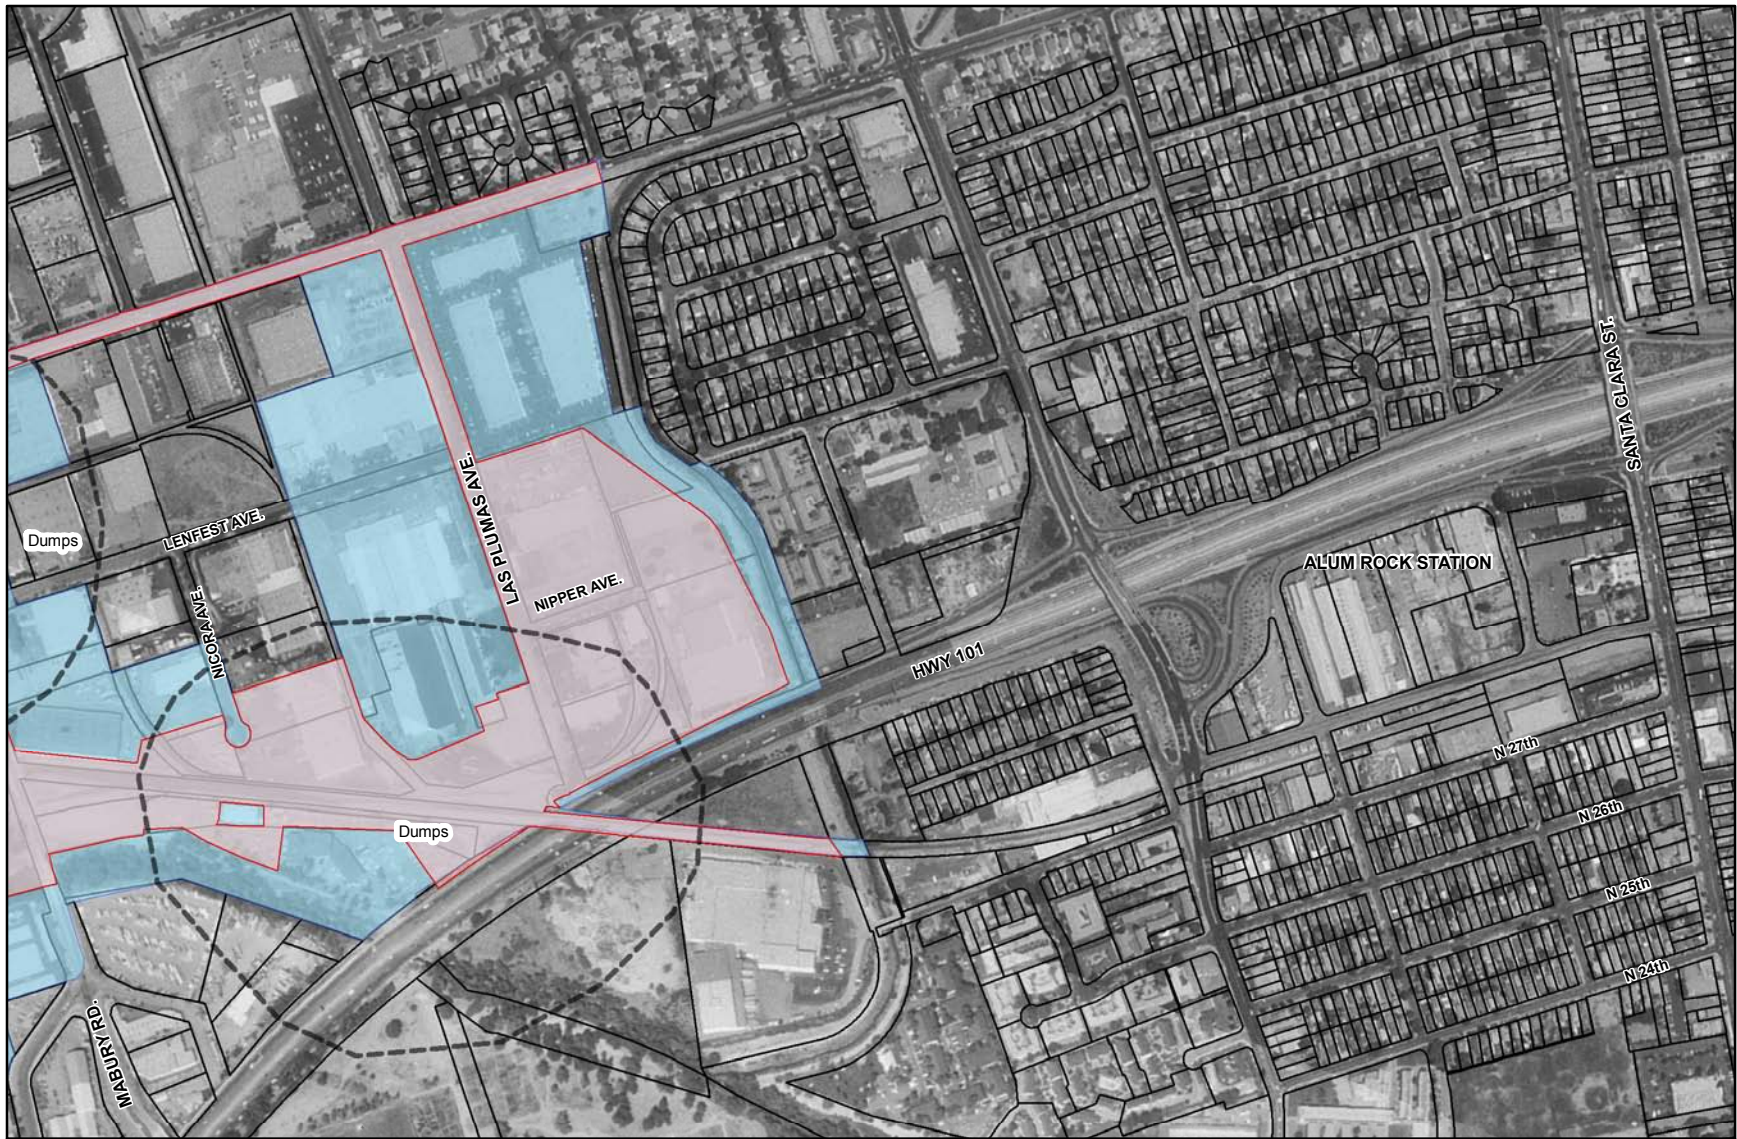 SANTA CLARA ST.
LAS PLUMAS AVE.
LENFEST AVE.
Dumps
ALUM ROCK STATION
NIPPER AVE.
NICORA AVE.
HWY 101
N 27th
N 26th
Dumps
N 25th
N 24th
MABURY RD.